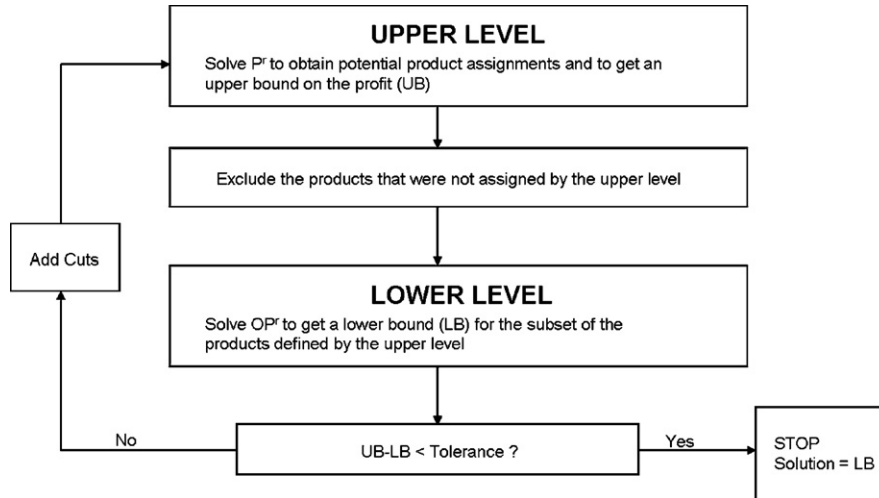 UPPER LEVEL
Solve Pʳ to obtain potential product assignments and to get an
upper bound on the profit (UB)
Exclude the products that were not assigned by the upper level
Add Cuts
LOWER LEVEL
Solve OPʳ to get a lower bound (LB) for the subset of the
products defined by the upper level
No
UB-LB < Tolerance ?
Yes
STOP
Solution = LB